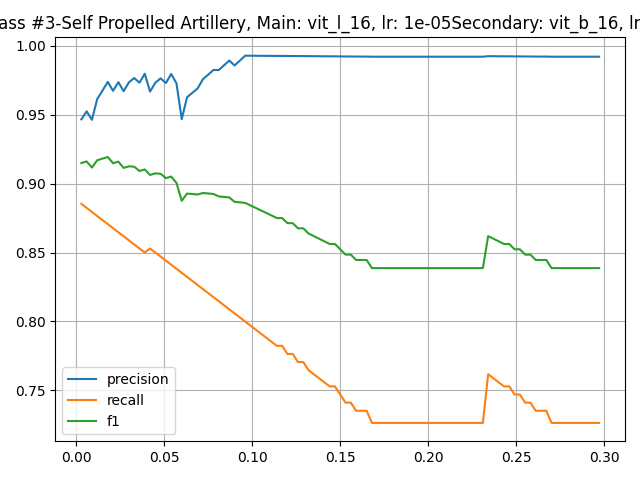 ass #3-Self Propelled Artillery, Main: vit_l_16, lr: 1e-05Secondary: vit_b_16, lr
1.00
0.95
0.90
0.85
0.80
0.75
precision
recall
f1
0.00 0.05 0.10 0.15 0.20 0.25 0.30